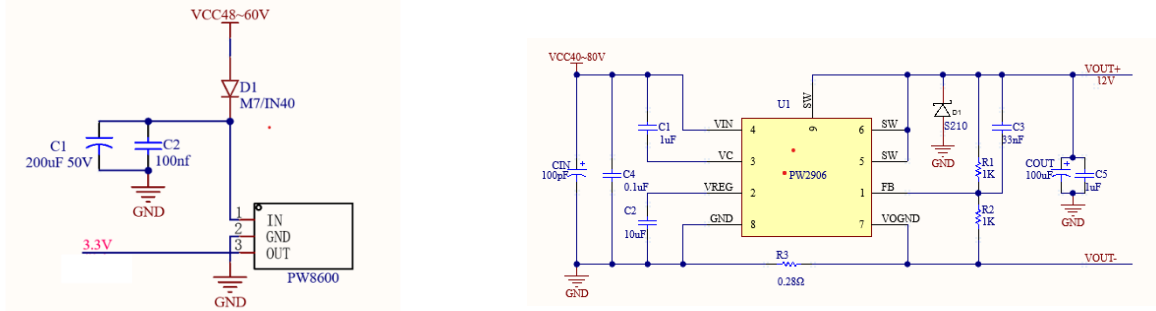 VCC48~60V
D1
M7/IN40
C1
200uF 50V
C2
100nf
GND
1
IN
2
GND
3
OUT
3.3V
PW8600
GND
VCC40~80V
VOUT+
12V
U1
SW
9
VIN
4
6
SW
C1
1uF
VC
3
5
SW
PW2906
D1
S210
GND
C3
33nF
CIN
+
100pF
C4
0.1uF
VREG
2
1
FB
R1
1K
COUT
+
100uF
C5
1uF
GND
C2
10uF
GND
8
7
VOGND
R2
1K
R3
0.28Ω
VOUT-
GND